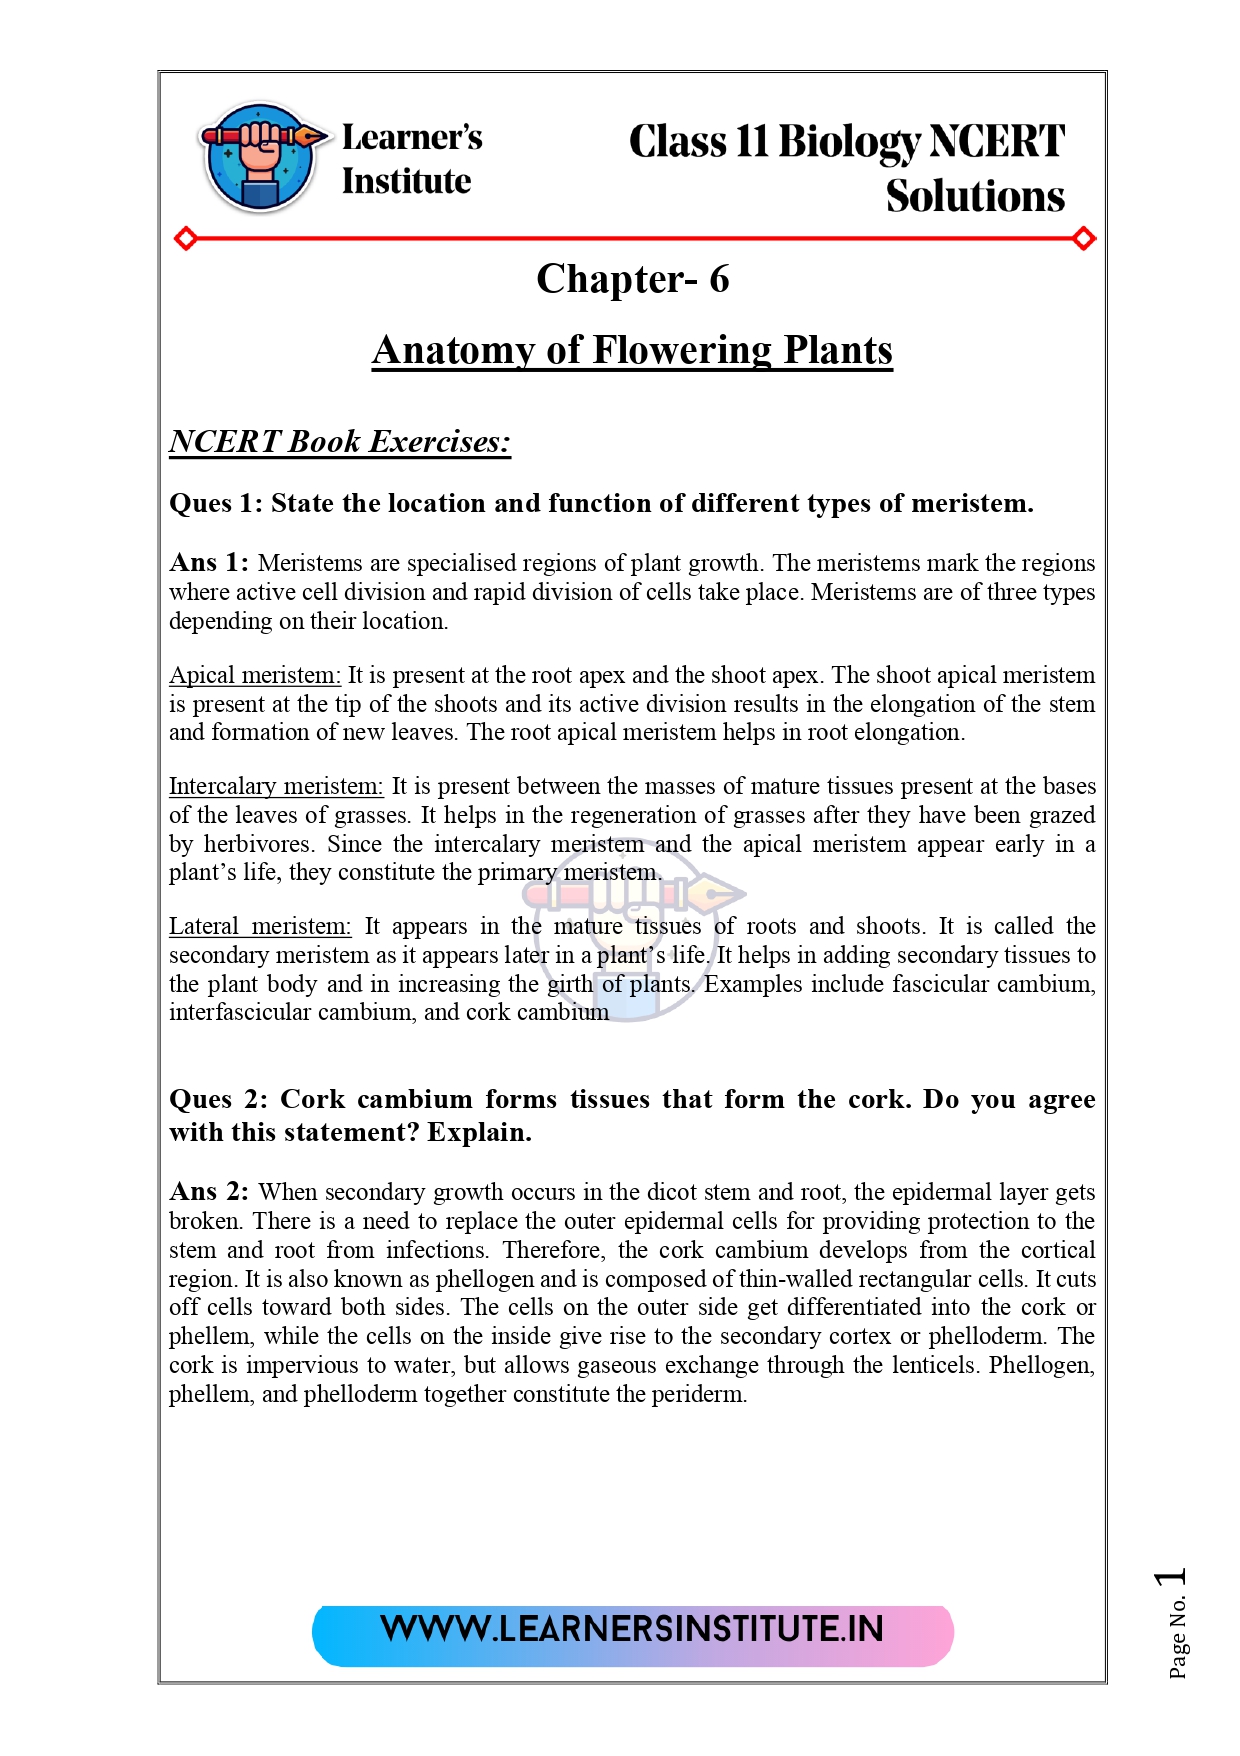 Learner's
Institute
Class 11 Biology NCERT
Solutions
Chapter- 6
Anatomy of Flowering Plants
NCERT Book Exercises:
Ques 1: State the location and function of different types of meristem.
Ans 1: Meristems are specialised regions of plant growth. The meristems mark the regions
where active cell division and rapid division of cells take place. Meristems are of three types
depending on their location.
Apical meristem: It is present at the root apex and the shoot apex. The shoot apical meristem
is present at the tip of the shoots and its active division results in the elongation of the stem
and formation of new leaves. The root apical meristem helps in root elongation.
Intercalary meristem: It is present between the masses of mature tissues present at the bases
of the leaves of grasses. It helps in the regeneration of grasses after they have been grazed
by herbivores. Since the intercalary meristem and the apical meristem appear early in a
plant's life, they constitute the primary meristem.
Lateral meristem: It appears in the mature tissues of roots and shoots. It is called the
secondary meristem as it appears later in a plant's life. It helps in adding secondary tissues to
the plant body and in increasing the girth of plants. Examples include fascicular cambium,
interfascicular cambium, and cork cambium
Ques 2: Cork cambium forms tissues that form the cork. Do you agree
with this statement? Explain.
Ans 2: When secondary growth occurs in the dicot stem and root, the epidermal layer gets
broken. There is a need to replace the outer epidermal cells for providing protection to the
stem and root from infections. Therefore, the cork cambium develops from the cortical
region. It is also known as phellogen and is composed of thin-walled rectangular cells. It cuts
off cells toward both sides. The cells on the outer side get differentiated into the cork or
phellem, while the cells on the inside give rise to the secondary cortex or phelloderm. The
cork is impervious to water, but allows gaseous exchange through the lenticels. Phellogen,
phellem, and phelloderm together constitute the periderm.
WWW.LEARNERSINSTITUTE.IN
Page No. 1